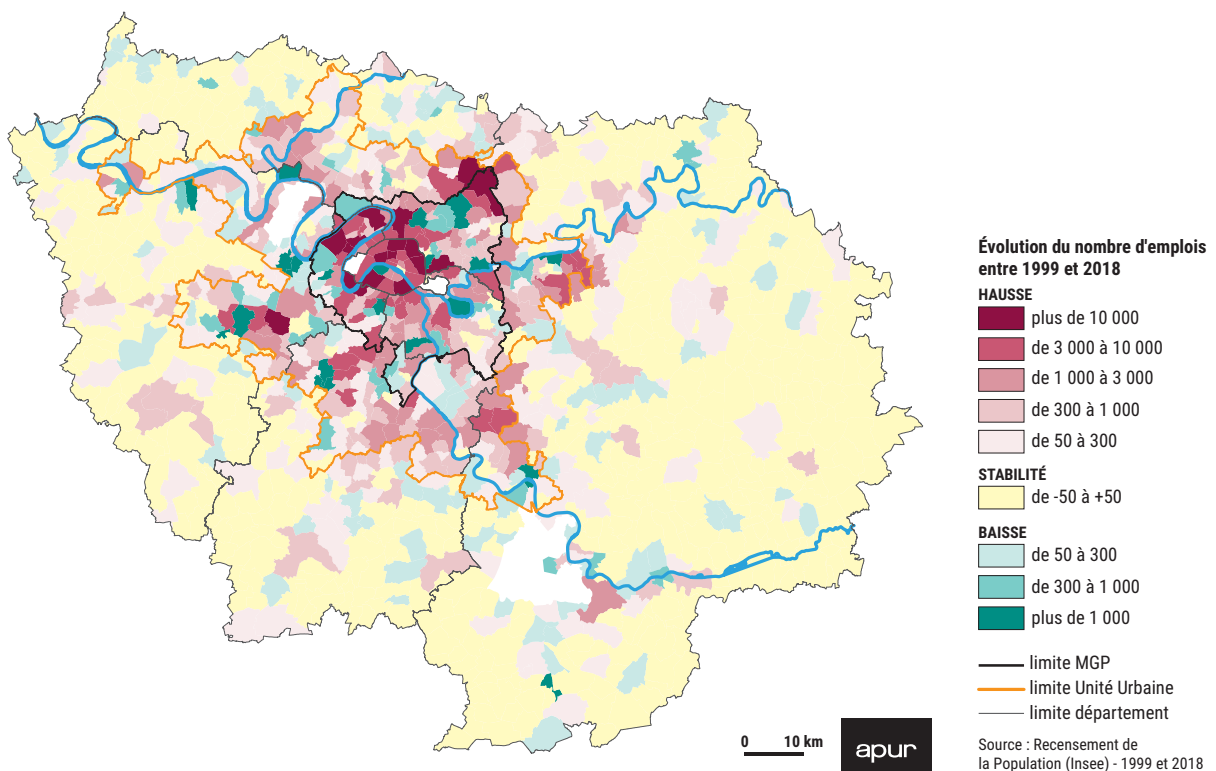 Évolution du nombre d'emplois
entre 1999 et 2018
HAUSSE
plus de 10 000
de 3 000 à 10 000
de 1 000 à 3 000
de 300 à 1 000
de 50 à 300
STABILITÉ
de -50 à +50
BAISSE
de 50 à 300
de 300 à 1 000
plus de 1 000
limite MGP
limite Unité Urbaine
limite département
0 10 km
apur
Source : Recensement de
la Population (Insee) - 1999 et 2018